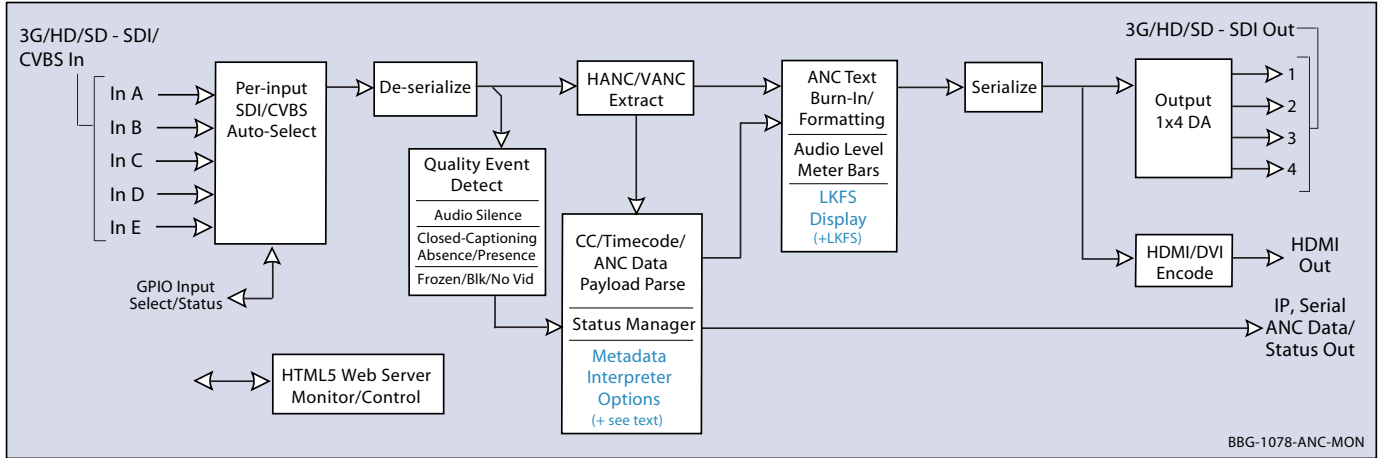 3G/HD/SD - SDI/
CVBS In
In A
In B
In C
In D
In E
Per-input
SDI/CVBS
Auto-Select
GPIO Input
Select/Status
De-serialize
Quality Event
Detect
Audio Silence
Closed-Captioning
Absence/Presence
Frozen/Blk/No Vid
HANC/VANC
Extract
CC/Timecode/
ANC Data
Payload Parse
Status Manager
Metadata
Interpreter
Options
(+ see text)
ANC Text
Burn-In/
Formatting
Audio Level
Meter Bars
LKFS
Display
(+LKFS)
Serialize
3G/HD/SD - SDI Out
Output
1x4 DA
1
2
3
4
HDMI/DVI
Encode
HDMI
Out
IP, Serial
ANC Data/
Status Out
HTML5 Web Server
Monitor/Control
BBG-1078-ANC-MON